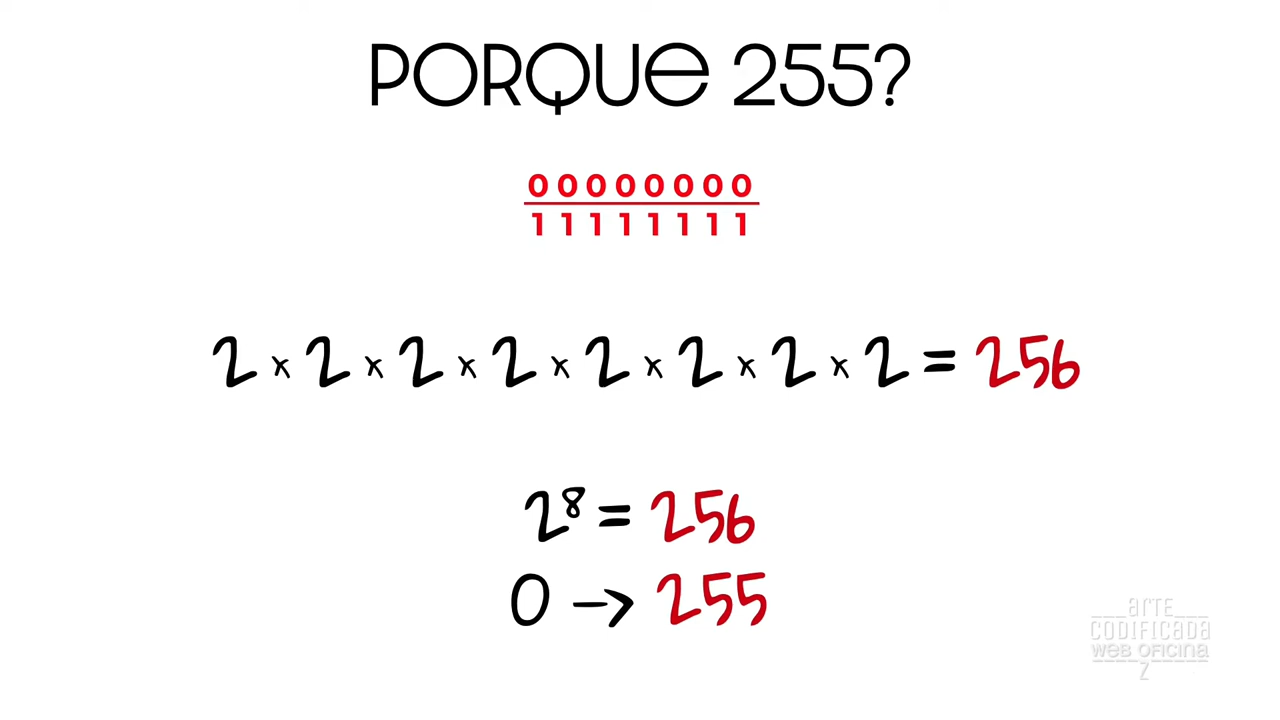 PORQUE 255?
00000000
11111111
2 x 2 x 2 x 2 x 2 x 2 x 2 x 2 = 256
2⁸ = 256
0 → 255
arte
codificada
web oficina
Z